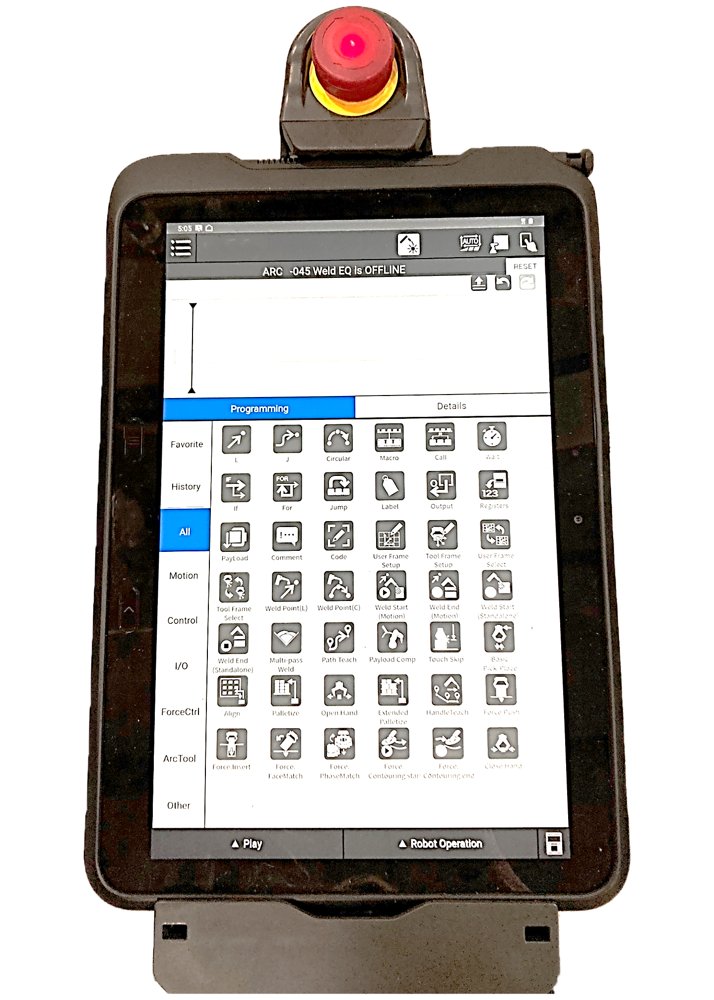 5:05
AUTO
ARC -045 Weld EQ is OFFLINE
RESET
Programming
Details
Favorite
History
All
Motion
Control
I/O
ForceCtrl
ArcTool
Other
L
J
Circular
Macro
Call
Wait
IF
FOR
123
If
For
Jump
Label
Output
Registers
PayLoad
Comment
Code
User Frame
Setup
Tool Frame
Setup
User Frame
Select
Tool Frame
Select
Weld Point(L)
Weld Point(C)
Weld Start
(Motion)
Weld End
(Motion)
Weld Start
(Standalone)
Weld End
(Standalone)
Multi-pass
Weld
Path Teach
Payload Comp
Touch Skip
Basic
Pick Place
Align
Palletize
Open Hand
Extended
Palletize
HandleTeach
Force.Push
Force.Insert
Force.
FaceMatch
Force.
PhaseMatch
Force.
Contouring star
Force.
Contouring end
Close Hand
▲ Play
▲ Robot Operation